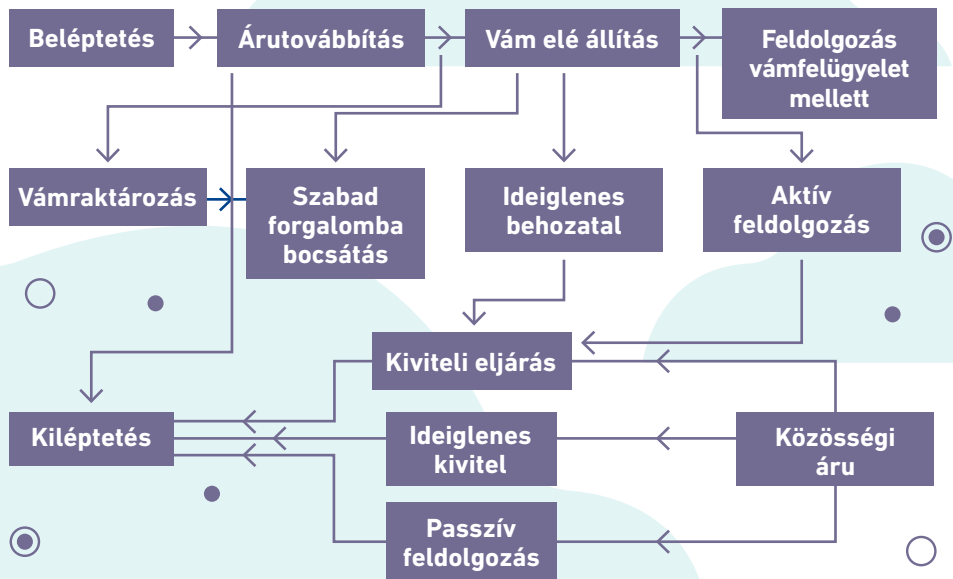 Beléptetés
Árutovábbítás
Vám elé állítás
Feldolgozás
vámfelügyelet
mellett
Vámraktározás
Szabad
forgalomba
bocsátás
Ideiglenes
behozatal
Aktív
feldolgozás
Kiviteli eljárás
Kiléptetés
Ideiglenes
kivitel
Közösségi
áru
Passzív
feldolgozás